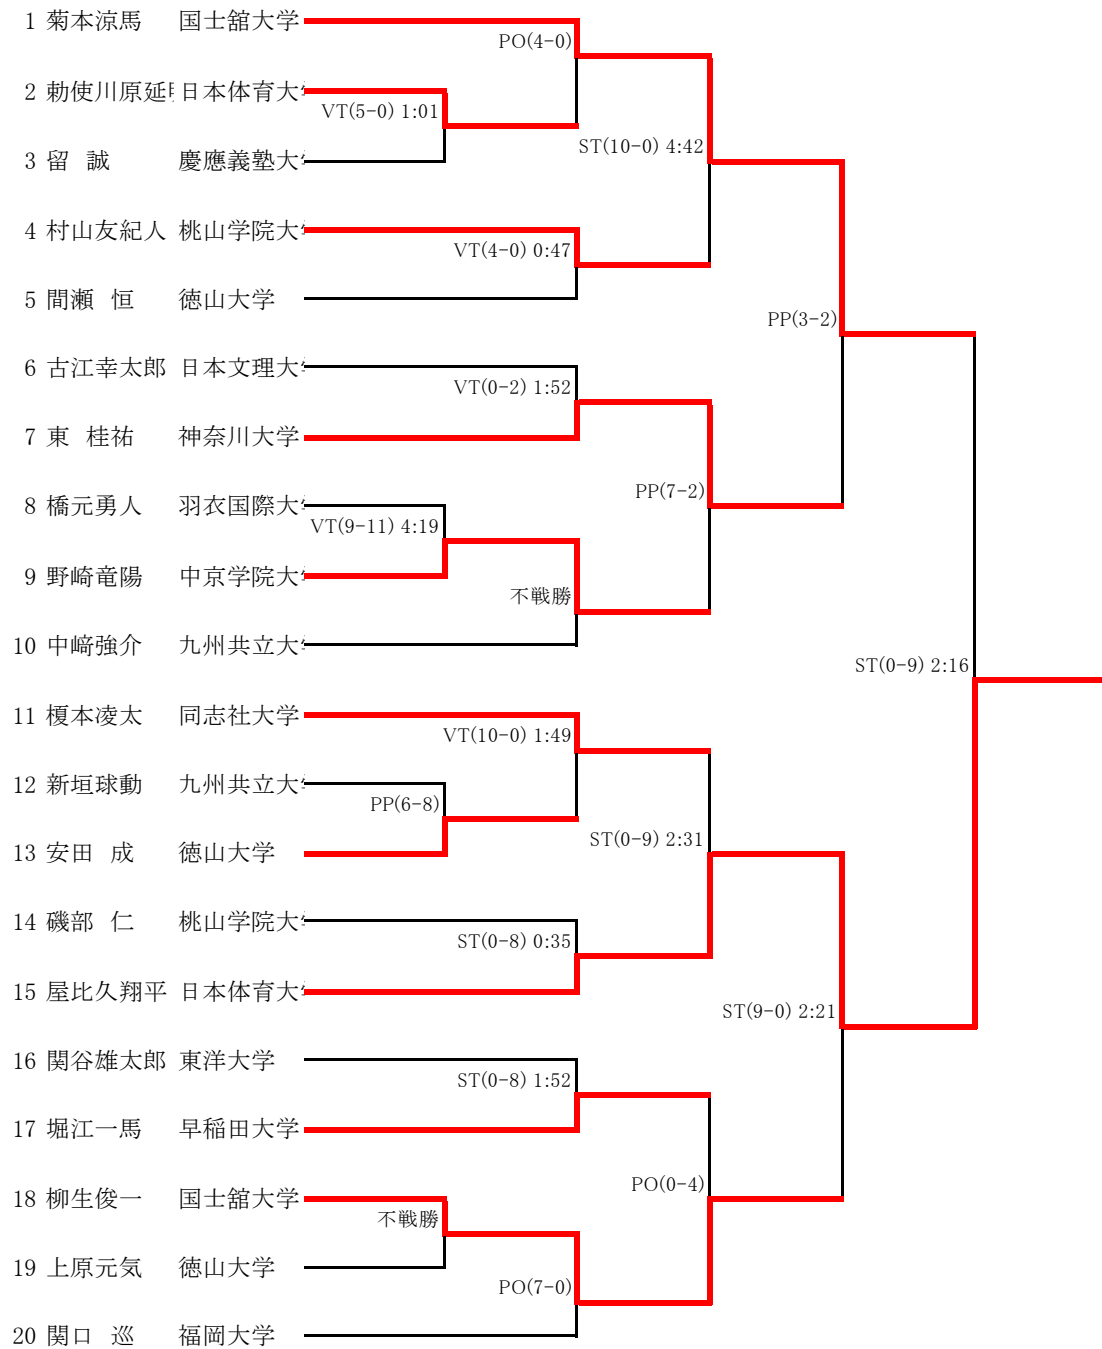 1 菊本涼馬 国士舘大学
PO(4-0)
2 勅使川原延 日本体育大
VT(5-0) 1:01
3 留 誠 慶應義塾大
ST(10-0) 4:42
4 村山友紀人 桃山学院大
VT(4-0) 0:47
5 間瀬 恒 徳山大学
PP(3-2)
6 古江幸太郎 日本文理大
VT(0-2) 1:52
7 東 桂祐 神奈川大学
PP(7-2)
8 橋元勇人 羽衣国際大
VT(9-11) 4:19
9 野崎竜陽 中京学院大
不戦勝
10 中﨑強介 九州共立大
ST(0-9) 2:16
11 榎本凌太 同志社大学
VT(10-0) 1:49
12 新垣球動 九州共立大
PP(6-8)
ST(0-9) 2:31
13 安田 成 徳山大学
14 磯部 仁 桃山学院大
ST(0-8) 0:35
15 屋比久翔平 日本体育大
ST(9-0) 2:21
16 関谷雄太郎 東洋大学
ST(0-8) 1:52
17 堀江一馬 早稲田大学
PO(0-4)
18 柳生俊一 国士舘大学
不戦勝
19 上原元気 徳山大学
PO(7-0)
20 関口 巡 福岡大学